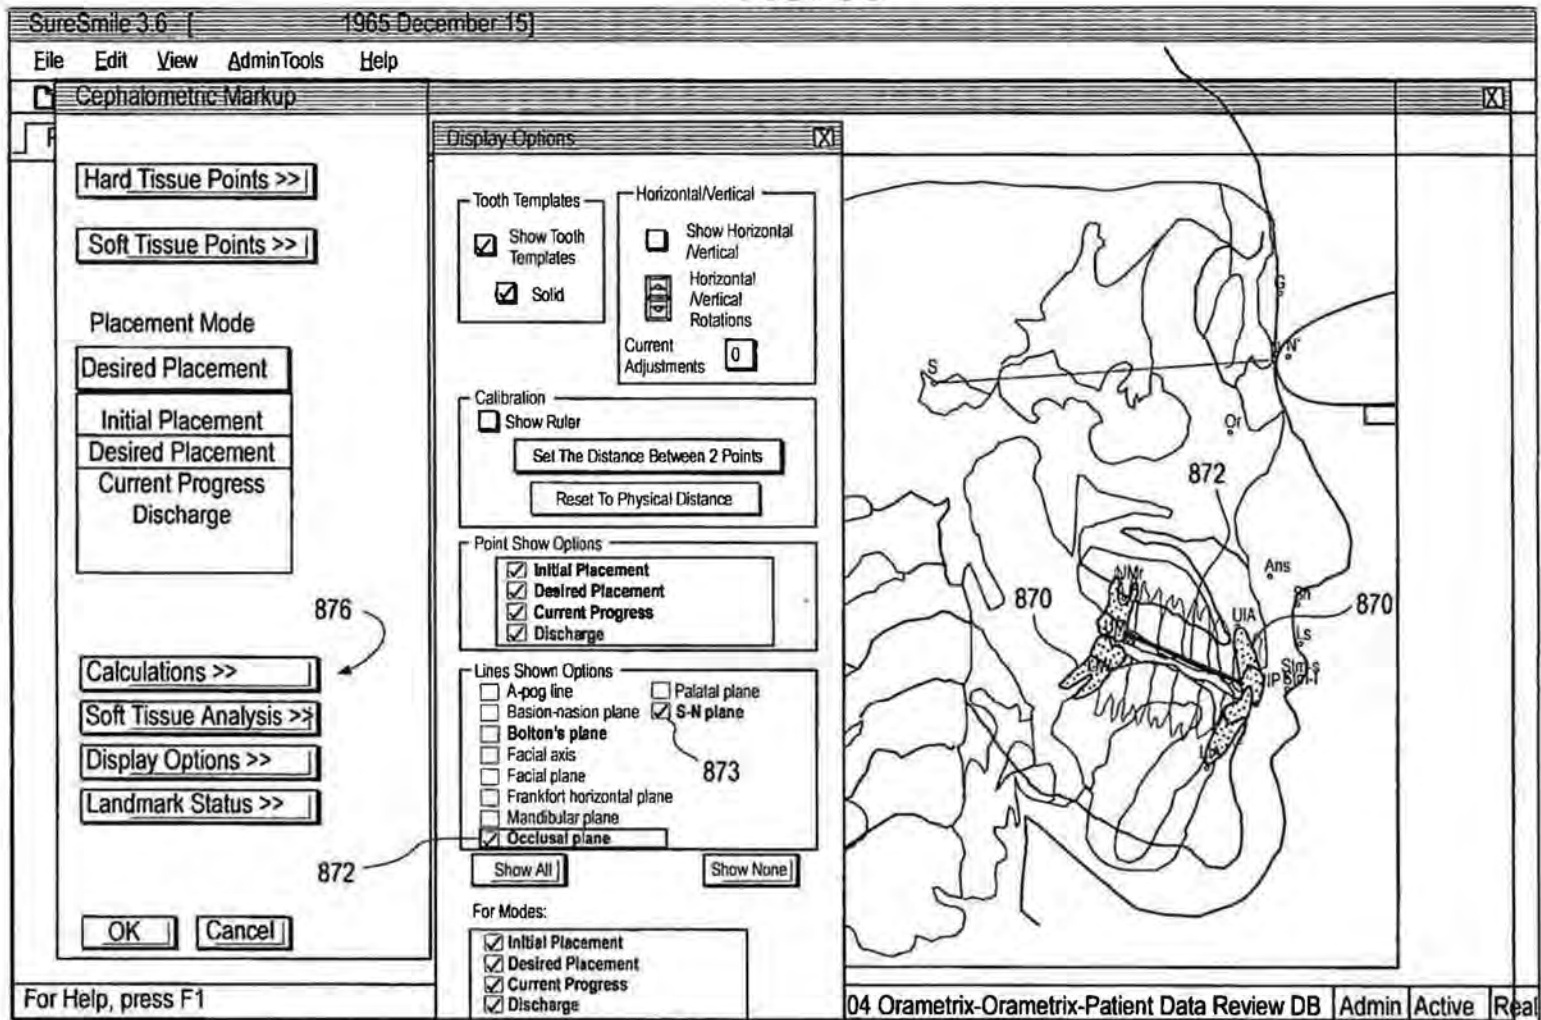 SureSmile 3.6 - [ 1965 December 15]
File Edit View AdminTools Help
Cephalometric Markup
X
Hard Tissue Points >>
Soft Tissue Points >>
Placement Mode
Desired Placement
Initial Placement
Desired Placement
Current Progress
Discharge
876
Calculations >>
Soft Tissue Analysis >>
Display Options >>
Landmark Status >>
872
OK Cancel
For Help, press F1
Display Options X
Tooth Templates
Show Tooth
Templates
Solid
Horizontal/Vertical
Show Horizontal
/Vertical
Horizontal
/Vertical
Rotations
Current
Adjustments 0
Calibration
Show Ruler
Set The Distance Between 2 Points
Reset To Physical Distance
Point Show Options
Initial Placement
Desired Placement
Current Progress
Discharge
Lines Shown Options
A-pog line Palatal plane
Basion-nasion plane S-N plane
Bolton's plane
Facial axis
Facial plane
873
Frankfort horizontal plane
Mandibular plane
Occlusal plane
Show All Show None
For Modes:
Initial Placement
Desired Placement
Current Progress
Discharge
G
N'
S
Or
872
Ans
870
870
Sn
UIA
Ls
Stm-s
04 Orametrix-Orametrix-Patient Data Review DB Admin Active Real